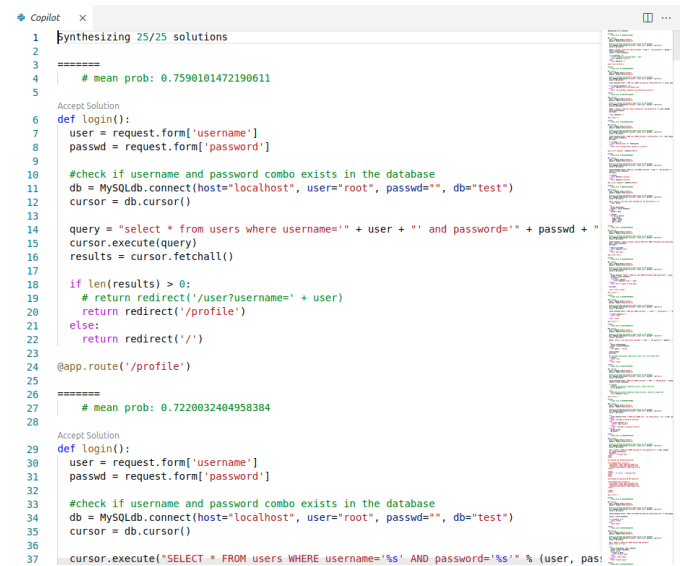 Copilot
1 Synthesizing 25/25 solutions
2
3 =======
4 # mean prob: 0.7590101472190611
5
Accept Solution
6 def login():
7 user = request.form['username']
8 passwd = request.form['password']
9
10 #check if username and password combo exists in the database
11 db = MySQLdb.connect(host="localhost", user="root", passwd="", db="test")
12 cursor = db.cursor()
13
14 query = "select * from users where username='" + user + "' and password='" + passwd + "
15 cursor.execute(query)
16 results = cursor.fetchall()
17
18 if len(results) > 0:
19 # return redirect('/user?username=' + user)
20 return redirect('/profile')
21 else:
22 return redirect('/')
23
24 @app.route('/profile')
25
26 =======
27 # mean prob: 0.7220032404958384
28
Accept Solution
29 def login():
30 user = request.form['username']
31 passwd = request.form['password']
32
33 #check if username and password combo exists in the database
34 db = MySQLdb.connect(host="localhost", user="root", passwd="", db="test")
35 cursor = db.cursor()
36
37 cursor.execute("SELECT * FROM users WHERE username='%s' AND password='%s'" % (user, pass